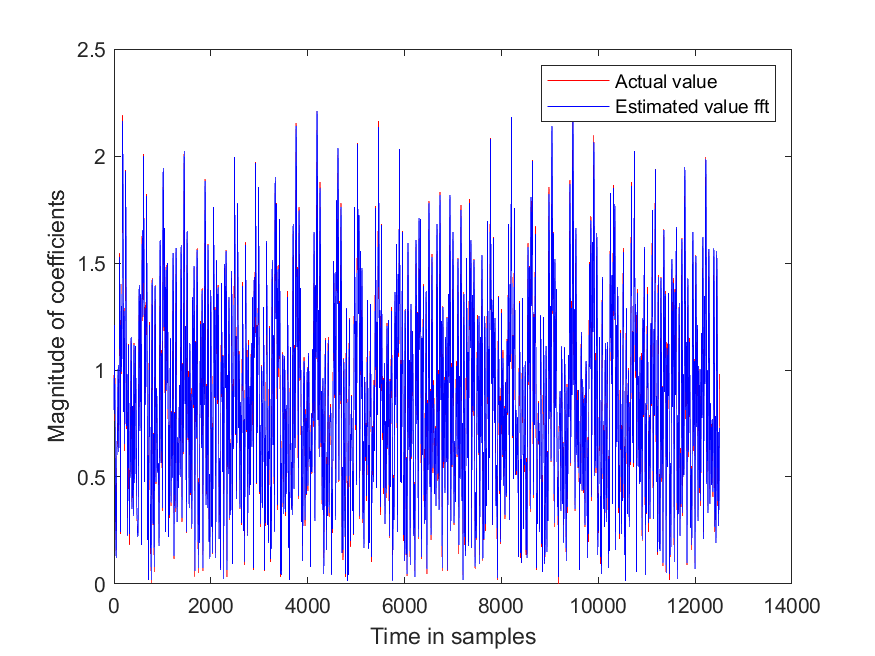 2.5
2
1.5
1
0.5
0
Magnitude of coefficients
Actual value
Estimated value fft
0 2000 4000 6000 8000 10000 12000 14000
Time in samples